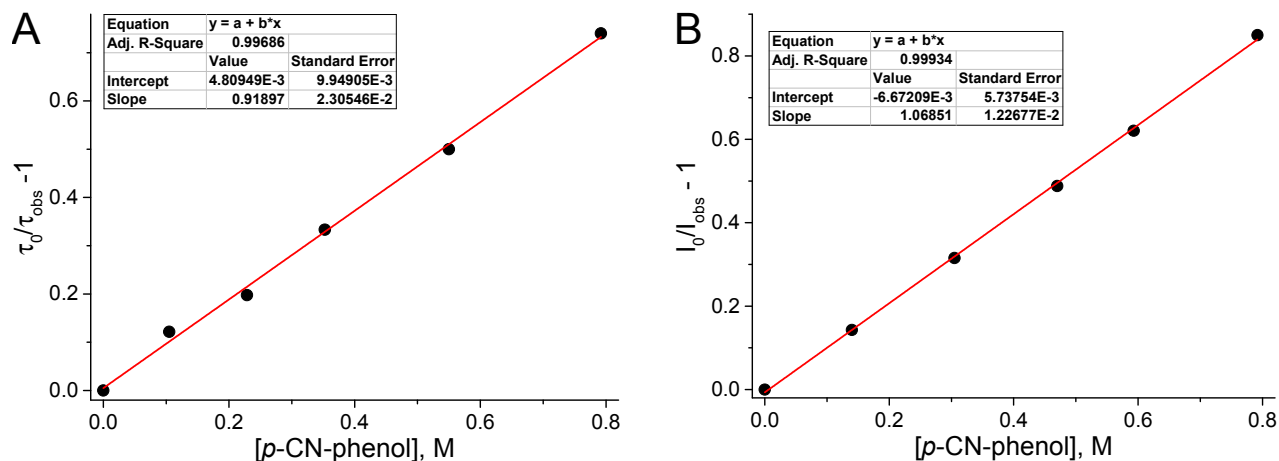 A
Equation y = a + b*x
Adj. R-Square 0.99686
Value Standard Error
Intercept 4.80949E-3 9.94905E-3
Slope 0.91897 2.30546E-2
τ0/τobs -1
0.6
0.4
0.2
0.0
0.0 0.2 0.4 0.6 0.8
[p-CN-phenol], M
B
Equation y = a + b*x
Adj. R-Square 0.99934
Value Standard Error
Intercept -6.67209E-3 5.73754E-3
Slope 1.06851 1.22677E-2
I0/Iobs - 1
0.8
0.6
0.4
0.2
0.0
0.0 0.2 0.4 0.6 0.8
[p-CN-phenol], M